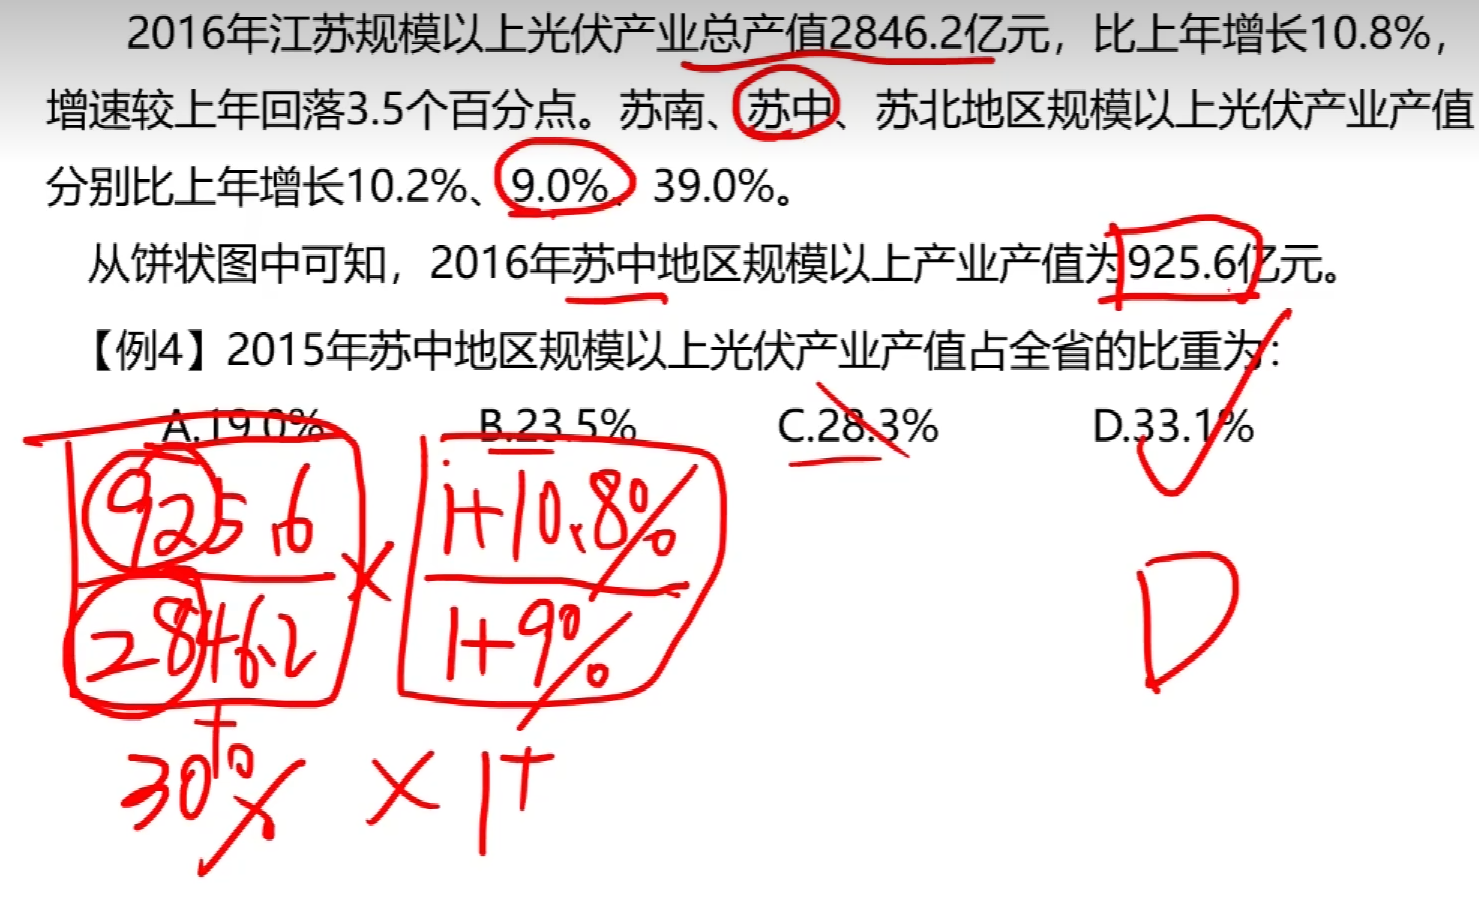 2016年江苏规模以上光伏产业总产值2846.2亿元，比上年增长10.8%，
增速较上年回落3.5个百分点。苏南、苏中、苏北地区规模以上光伏产业产值
分别比上年增长10.2%、9.0%、39.0%。
从饼状图中可知，2016年苏中地区规模以上产业产值为925.6亿元。
【例4】2015年苏中地区规模以上光伏产业产值占全省的比重为：
A.19.0% B.23.5% C.28.3% D.33.1%
925.6 × 1+10.8%
2846.2 1+9%
D
30%+ × 1+